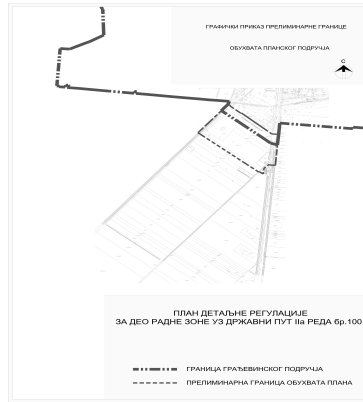 ГРАФИЧКИ ПРИКАЗ ПРЕЛИМИНАРНЕ ГРАНИЦЕ
ОБУХВАТА ПЛАНСКОГ ПОДРУЧЈА
С
ПЛАН ДЕТАЉНЕ РЕГУЛАЦИЈЕ
ЗА ДЕО РАДНЕ ЗОНЕ УЗ ДРЖАВНИ ПУТ IIа РЕДА бр.100
ГРАНИЦА ГРАЂЕВИНСКОГ ПОДРУЧЈА
ПРЕЛИМИНАРНА ГРАНИЦА ОБУХВАТА ПЛАНА